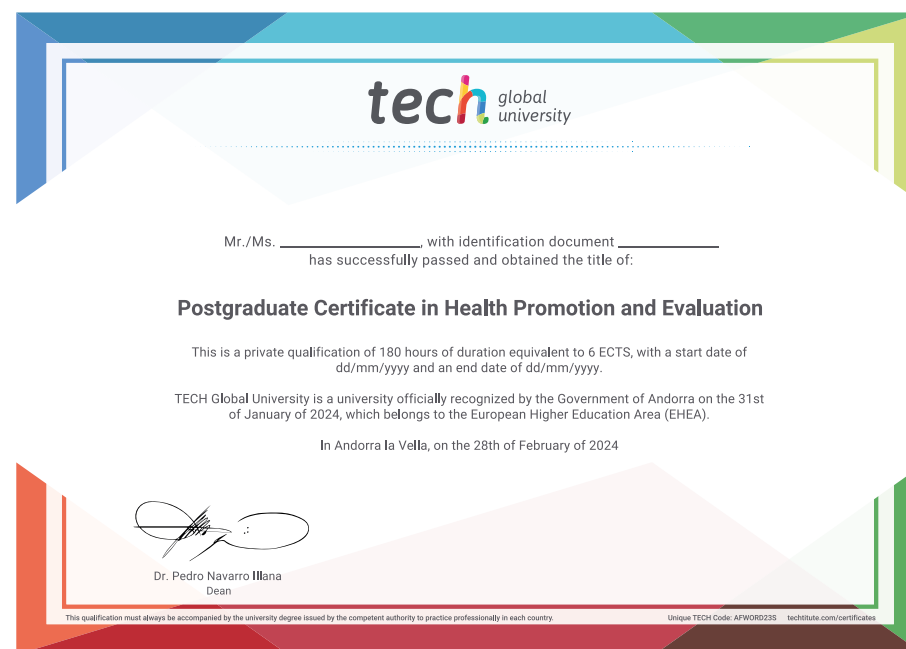 tech global university
Mr./Ms. ____________________, with identification document ______________
has successfully passed and obtained the title of:
Postgraduate Certificate in Health Promotion and Evaluation
This is a private qualification of 180 hours of duration equivalent to 6 ECTS, with a start date of
dd/mm/yyyy and an end date of dd/mm/yyyy.
TECH Global University is a university officially recognized by the Government of Andorra on the 31st
of January of 2024, which belongs to the European Higher Education Area (EHEA).
In Andorra la Vella, on the 28th of February of 2024
Dr. Pedro Navarro Illana
Dean
This qualification must always be accompanied by the university degree issued by the competent authority to practice professionally in each country.
Unique TECH Code: AFWORD23S techtitute.com/certificates